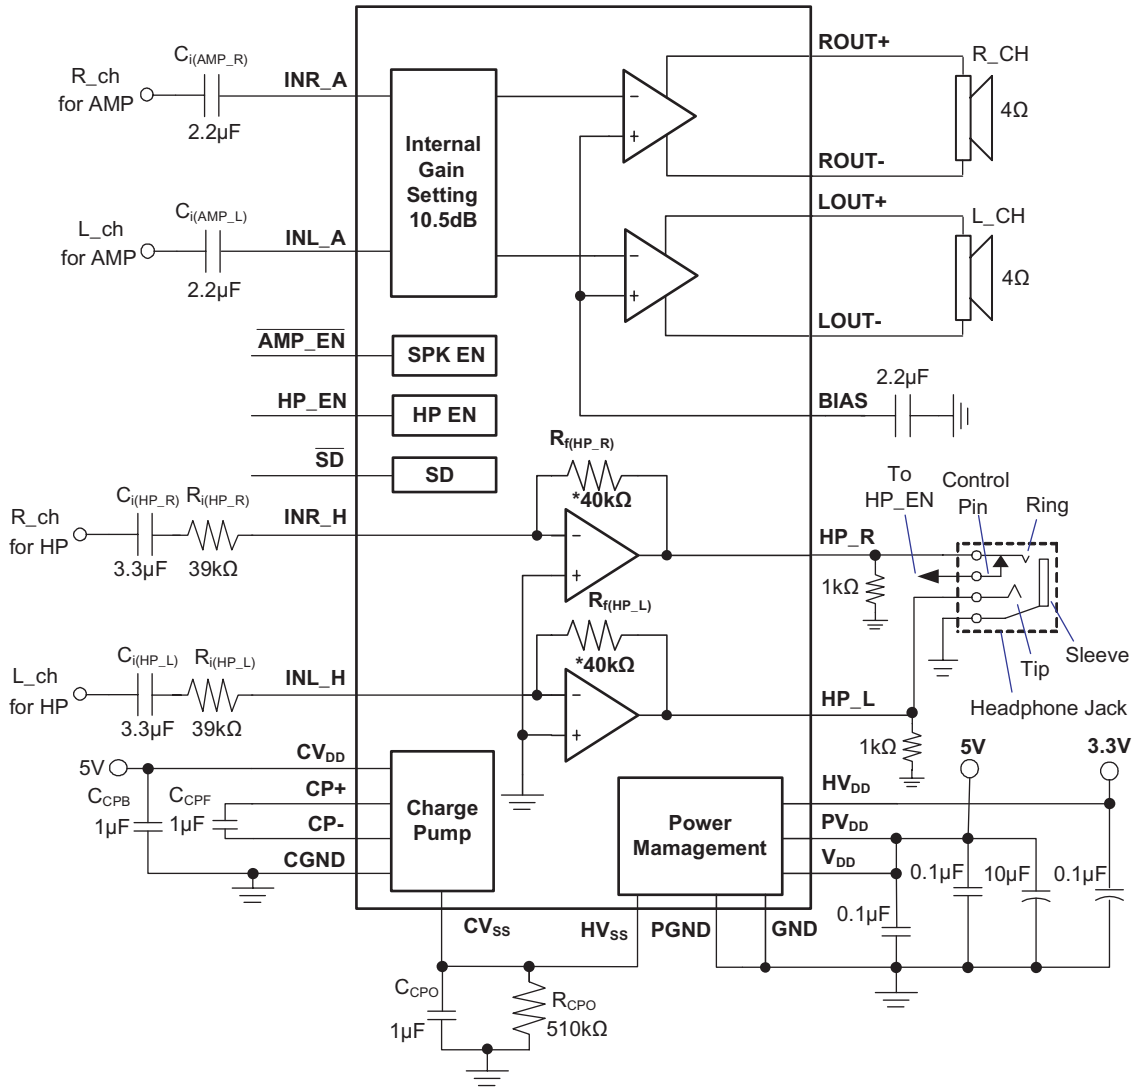 C_i(AMP_R)
R_ch
for AMP
2.2µF
INR_A
C_i(AMP_L)
L_ch
for AMP
2.2µF
INL_A
Internal
Gain
Setting
10.5dB
−
+
−
+
ROUT+
R_CH
4Ω
ROUT-
LOUT+
L_CH
4Ω
LOUT-
AMP_EN
SPK EN
HP_EN
HP EN
SD
SD
BIAS
2.2µF
C_i(HP_R)
R_i(HP_R)
R_ch
for HP
3.3µF
39kΩ
INR_H
R_f(HP_R)
*40kΩ
−
+
HP_R
1kΩ
To
HP_EN
Control
Pin
Ring
Tip
Sleeve
Headphone Jack
C_i(HP_L)
R_i(HP_L)
L_ch
for HP
3.3µF
39kΩ
INL_H
R_f(HP_L)
*40kΩ
−
+
HP_L
1kΩ
5V
C_CPB
1µF
C_CPF
1µF
CV_DD
CP+
CP-
CGND
Charge
Pump
Power
Mamagement
5V
3.3V
HV_DD
PV_DD
V_DD
0.1µF
0.1µF
10µF
0.1µF
CV_SS
HV_SS
PGND
GND
C_CPO
1µF
R_CPO
510kΩ